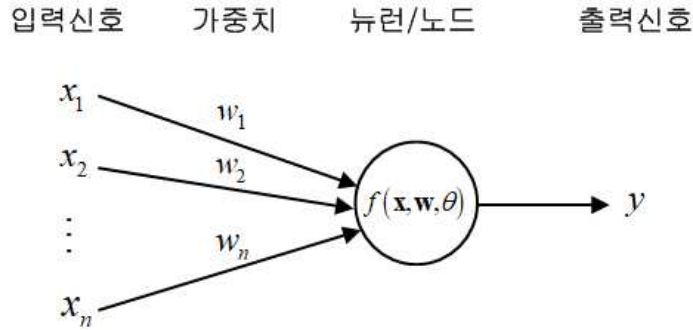 입력신호 가중치 뉴런/노드 출력신호
x₁ w₁
x₂ w₂
f(x,w,θ) y
⋮
wₙ
xₙ